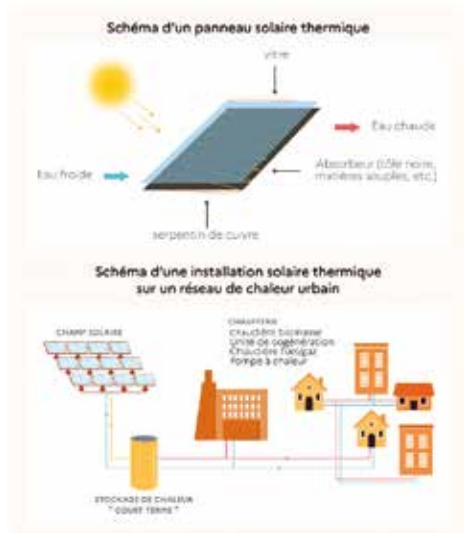 Schéma d'un panneau solaire thermique
vitre
Eau chaude
Eau froide
Absorbeur (tôle noire,
matières souples, etc.)
serpentin de cuivre
Schéma d'une installation solaire thermique
sur un réseau de chaleur urbain
CHAMP SOLAIRE
CHAUFFERIE
Chaudière biomasse
Unité de cogénération
Chaudière fioul/gaz
Pompe à chaleur
STOCKAGE DE CHALEUR
" COURT TERME "